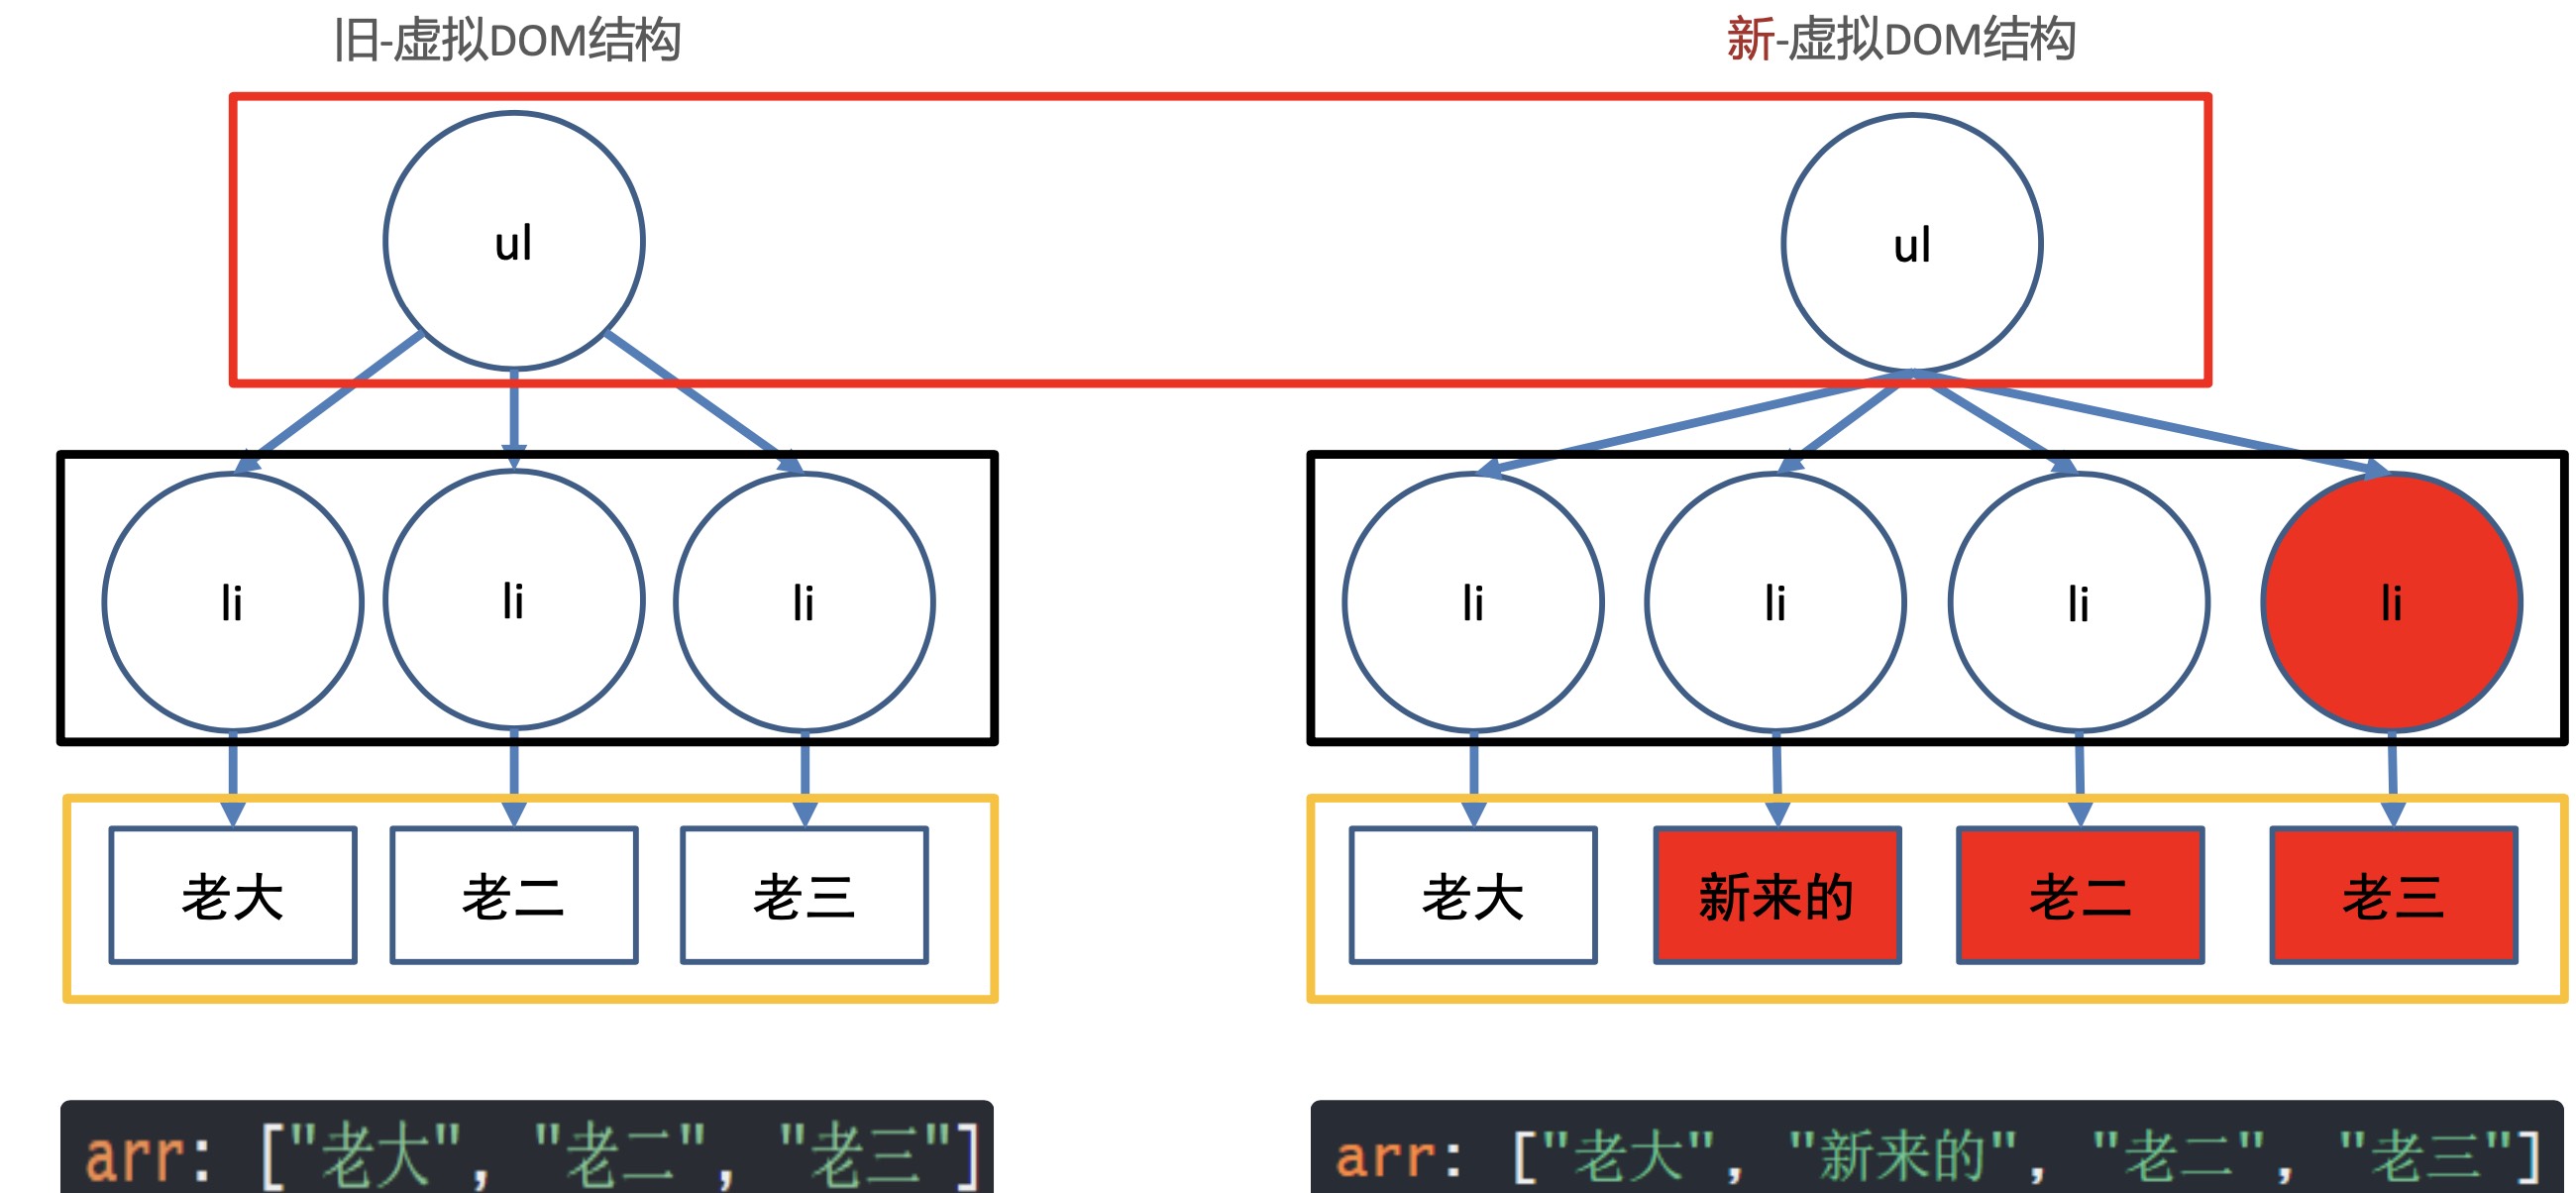 旧-虚拟DOM结构
新-虚拟DOM结构
ul
ul
li li li
li li li li
老大 老二 老三
老大 新来的 老二 老三
arr: ["老大", "老二", "老三"]
arr: ["老大", "新来的", "老二", "老三"]